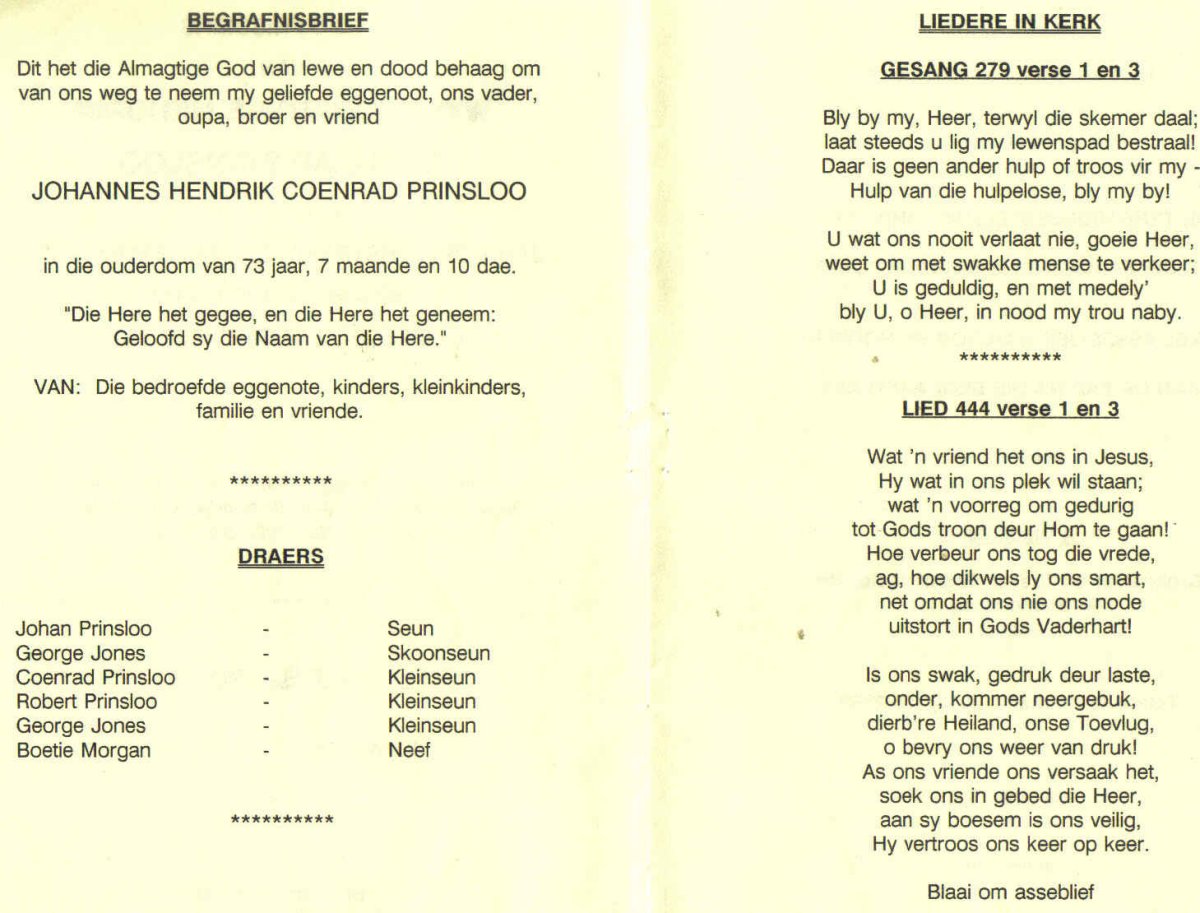 BEGRAFNISBRIEF
Dit het die Almagtige God van lewe en dood behaag om
van ons weg te neem my geliefde eggenoot, ons vader,
oupa, broer en vriend
JOHANNES HENDRIK COENRAD PRINSLOO
in die ouderdom van 73 jaar, 7 maande en 10 dae.
"Die Here het gegee, en die Here het geneem:
Geloofd sy die Naam van die Here."
VAN: Die bedroefde eggenote, kinders, kleinkinders,
familie en vriende.
**********
DRAERS
Johan Prinsloo - Seun
George Jones - Skoonseun
Coenrad Prinsloo - Kleinseun
Robert Prinsloo - Kleinseun
George Jones - Kleinseun
Boetie Morgan - Neef
**********
LIEDERE IN KERK
GESANG 279 verse 1 en 3
Bly by my, Heer, terwyl die skemer daal;
laat steeds u lig my lewenspad bestraal!
Daar is geen ander hulp of troos vir my -
Hulp van die hulpelose, bly my by!
U wat ons nooit verlaat nie, goeie Heer,
weet om met swakke mense te verkeer;
U is geduldig, en met medely'
bly U, o Heer, in nood my trou naby.
**********
LIED 444 verse 1 en 3
Wat 'n vriend het ons in Jesus,
Hy wat in ons plek wil staan;
wat 'n voorreg om gedurig
tot Gods troon deur Hom te gaan!
Hoe verbeur ons tog die vrede,
ag, hoe dikwels ly ons smart,
net omdat ons nie ons node
uitstort in Gods Vaderhart!
Is ons swak, gedruk deur laste,
onder, kommer neergebuk,
dierb're Heiland, onse Toevlug,
o bevry ons weer van druk!
As ons vriende ons versaak het,
soek ons in gebed die Heer,
aan sy boesem is ons veilig,
Hy vertroos ons keer op keer.
Blaai om asseblief